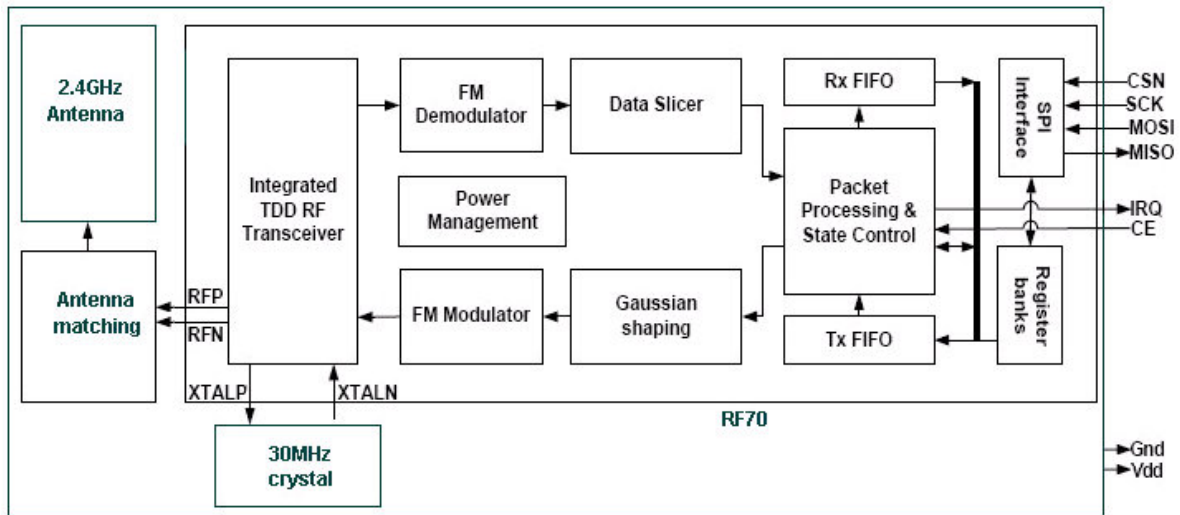 2.4GHz
Antenna
Antenna
matching
RFP
RFN
Integrated
TDD RF
Transceiver
XTALP
XTALN
30MHz
crystal
FM
Demodulator
Data Slicer
Power
Management
FM Modulator
Gaussian
shaping
Rx FIFO
Packet
Processing &
State Control
Tx FIFO
SPI
Interface
Register
banks
CSN
SCK
MOSI
MISO
IRQ
CE
RF70
Gnd
Vdd